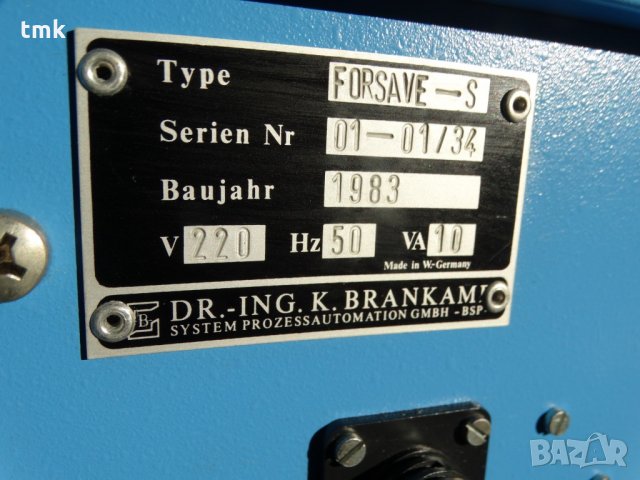 tmk
Type FORSAVE-S
Serien Nr 01-01/34
Baujahr 1983
V 220 Hz 50 VA 10
Made in W.-Germany
DR.-ING. K. BRANKAMP
SYSTEM PROZESSAUTOMATION GMBH - BSP
BAZAR